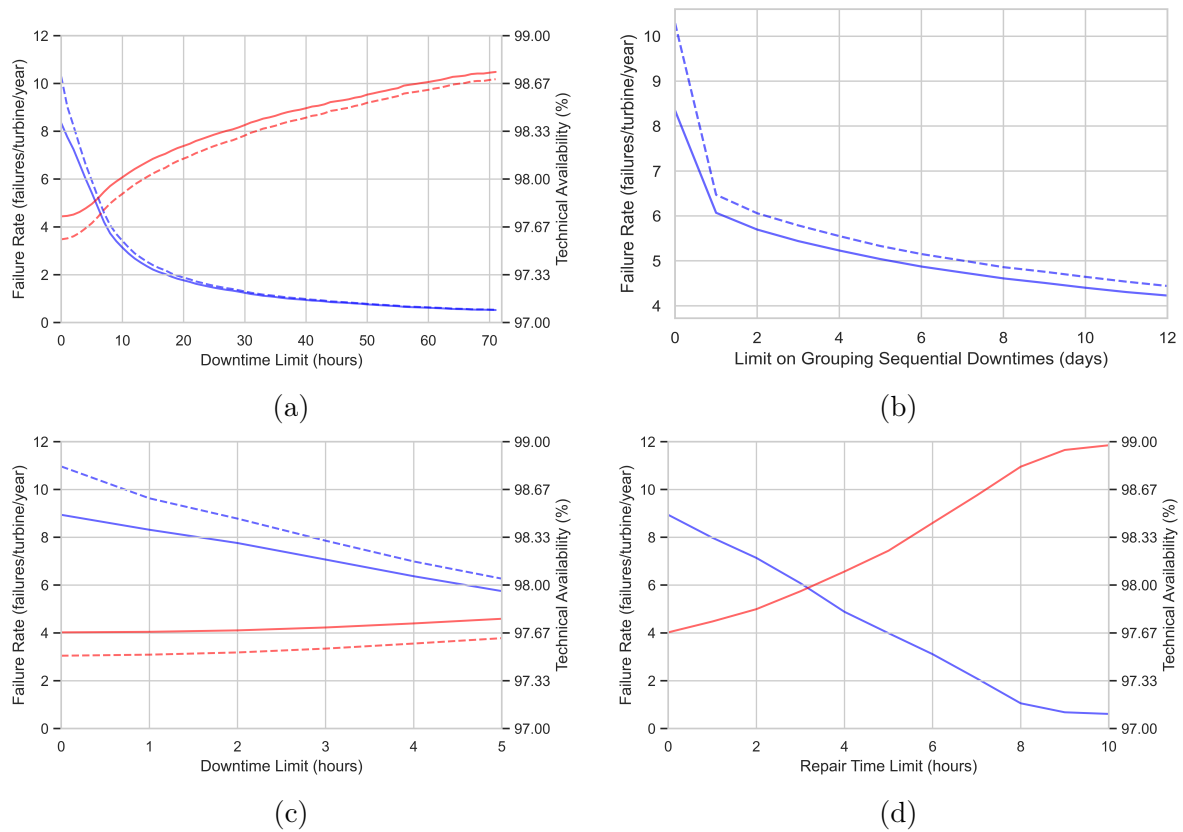 12
10
8
6
4
2
0
Failure Rate (failures/turbine/year)
99.00
98.67
98.33
98.00
97.67
97.33
97.00
Technical Availability (%)
0 10 20 30 40 50 60 70
Downtime Limit (hours)
(a)
10
9
8
7
6
5
4
Failure Rate (failures/turbine/year)
0 2 4 6 8 10 12
Limit on Grouping Sequential Downtimes (days)
(b)
12
10
8
6
4
2
0
Failure Rate (failures/turbine/year)
99.00
98.67
98.33
98.00
97.67
97.33
97.00
Technical Availability (%)
0 1 2 3 4 5
Downtime Limit (hours)
(c)
12
10
8
6
4
2
0
Failure Rate (failures/turbine/year)
99.00
98.67
98.33
98.00
97.67
97.33
97.00
Technical Availability (%)
0 2 4 6 8 10
Repair Time Limit (hours)
(d)